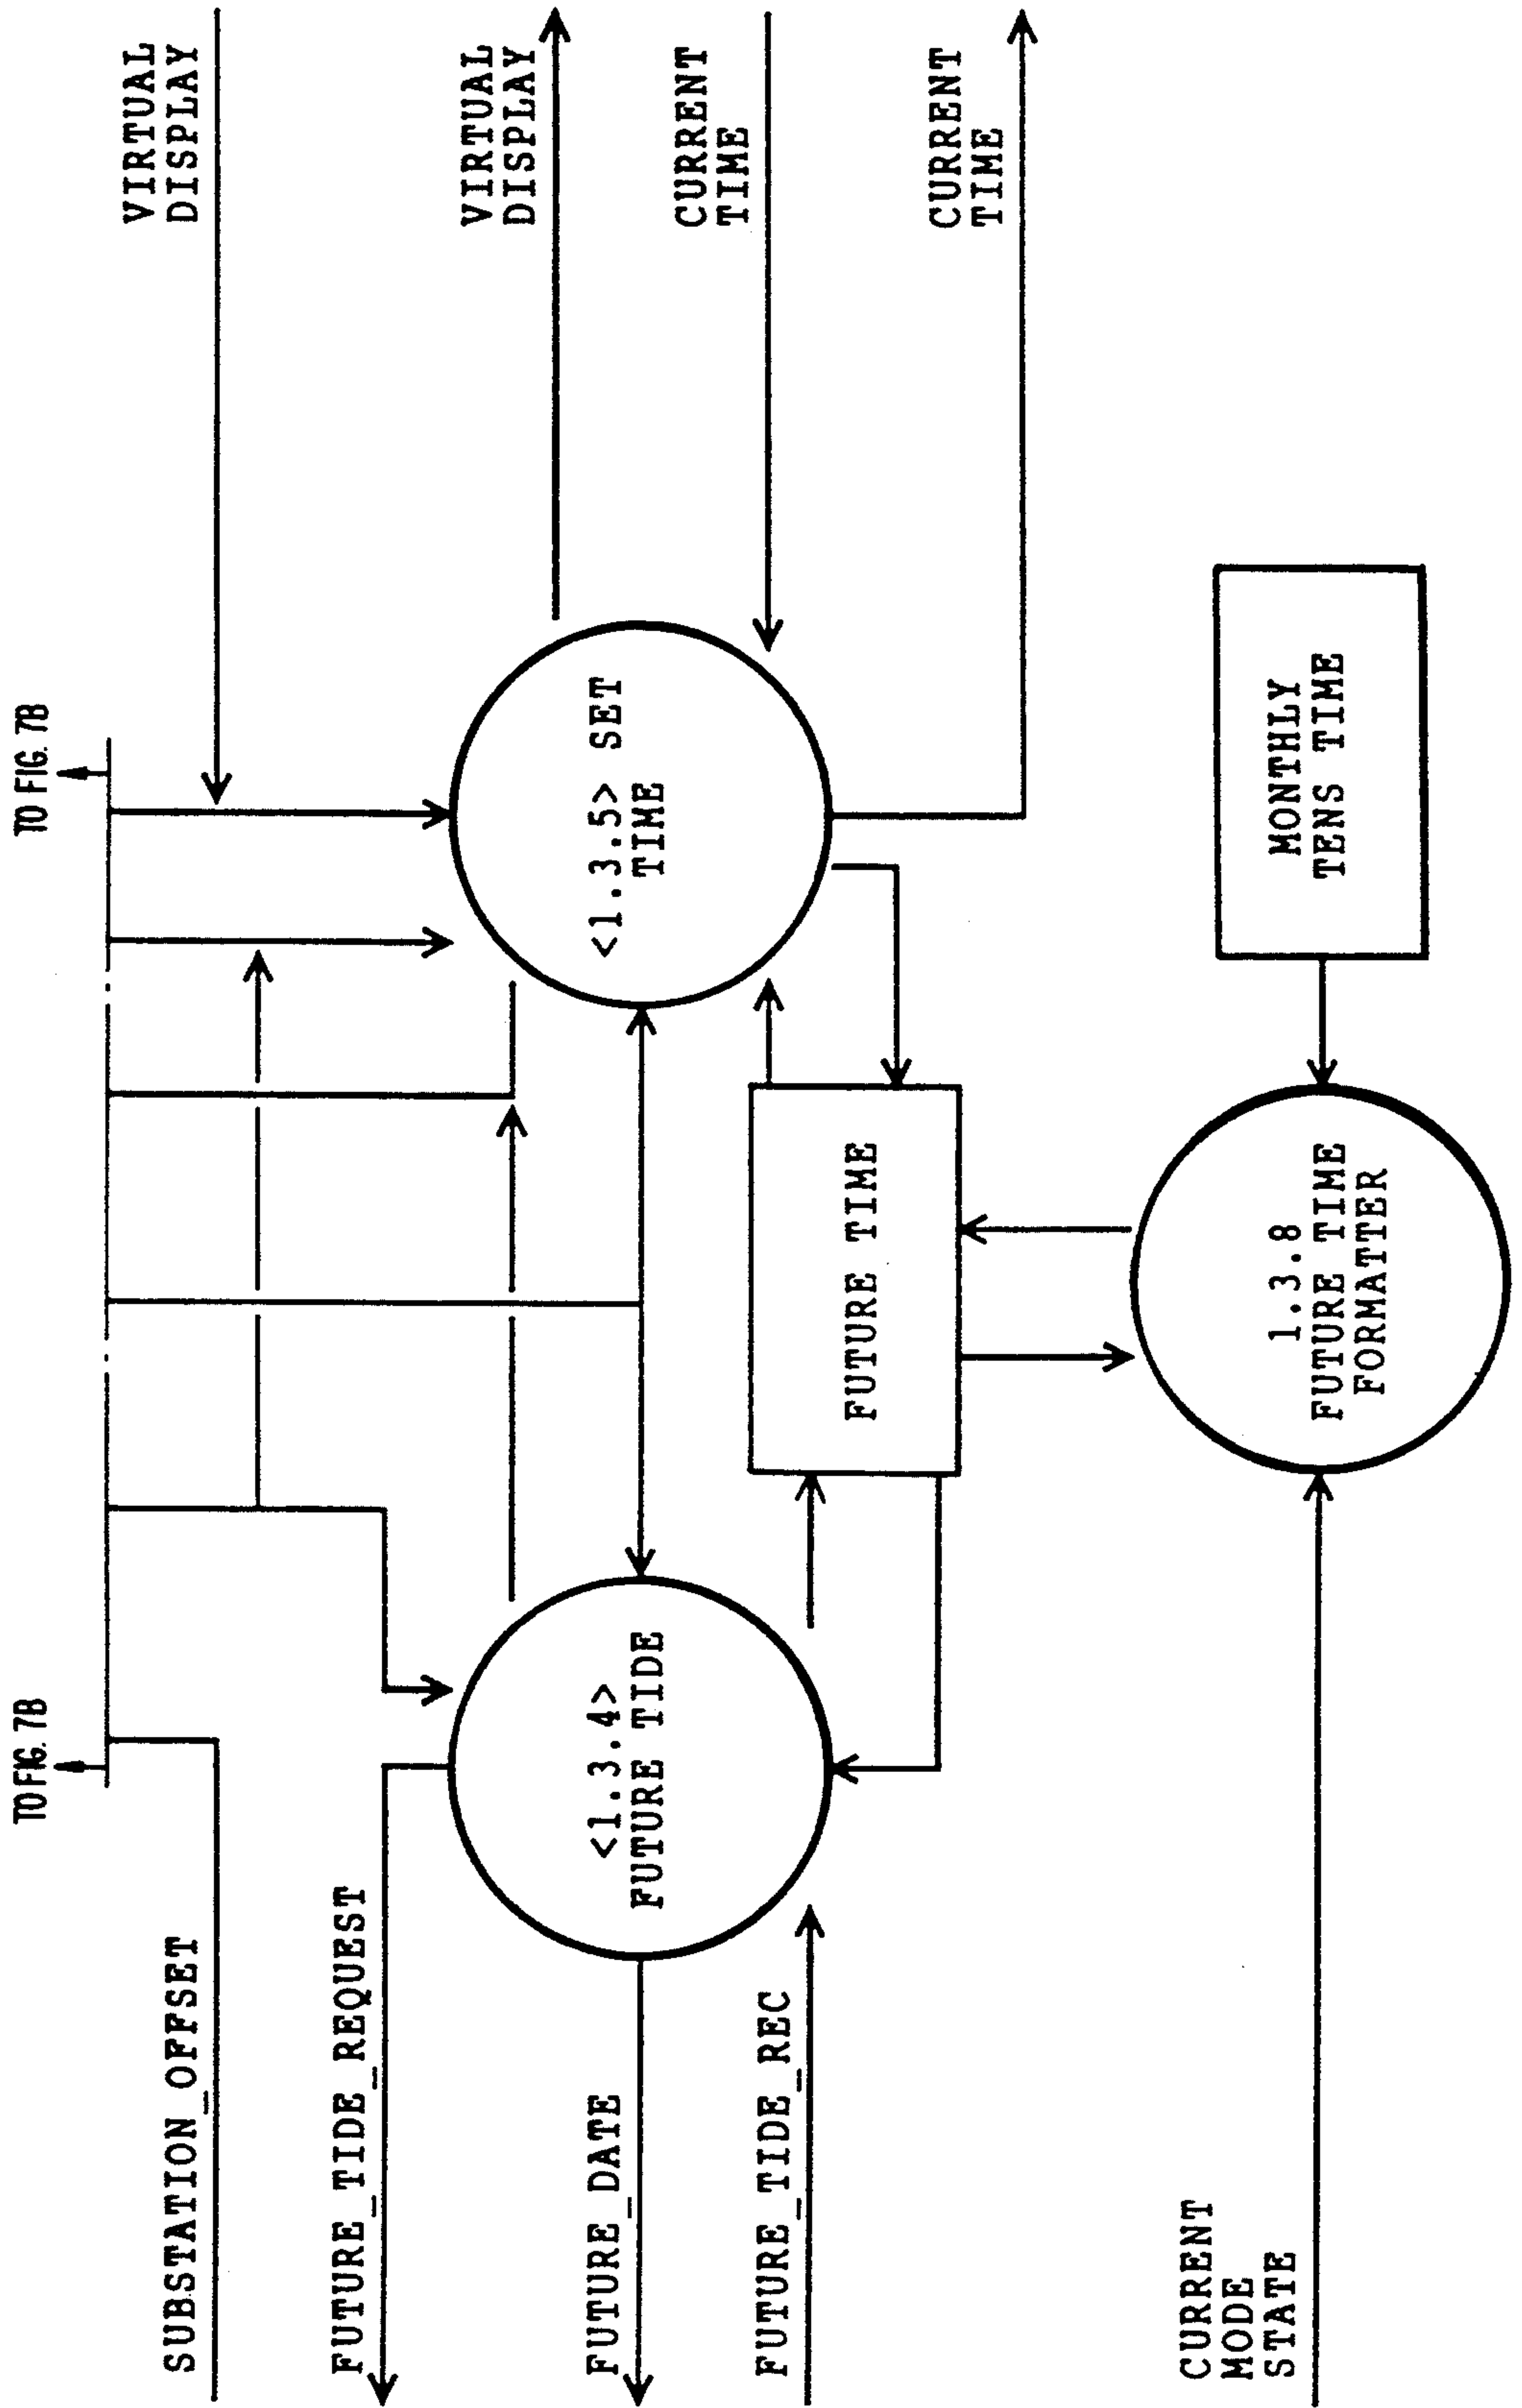 TO FIG. 7B
TO FIG. 7B
SUBSTATION_OFFSET
FUTURE_TIDE_REQUEST
FUTURE_DATE
FUTURE_TIDE_REC
CURRENT
MODE
STATE
<1.3.4>
FUTURE TIDE
FUTURE TIME
1.3.8
FUTURE TIME
FORMATTER
<1.3.5> SET
TIME
MONTHLY
TENS TIME
VIRTUAL
DISPLAY
VIRTUAL
DISPLAY
CURRENT
TIME
CURRENT
TIME